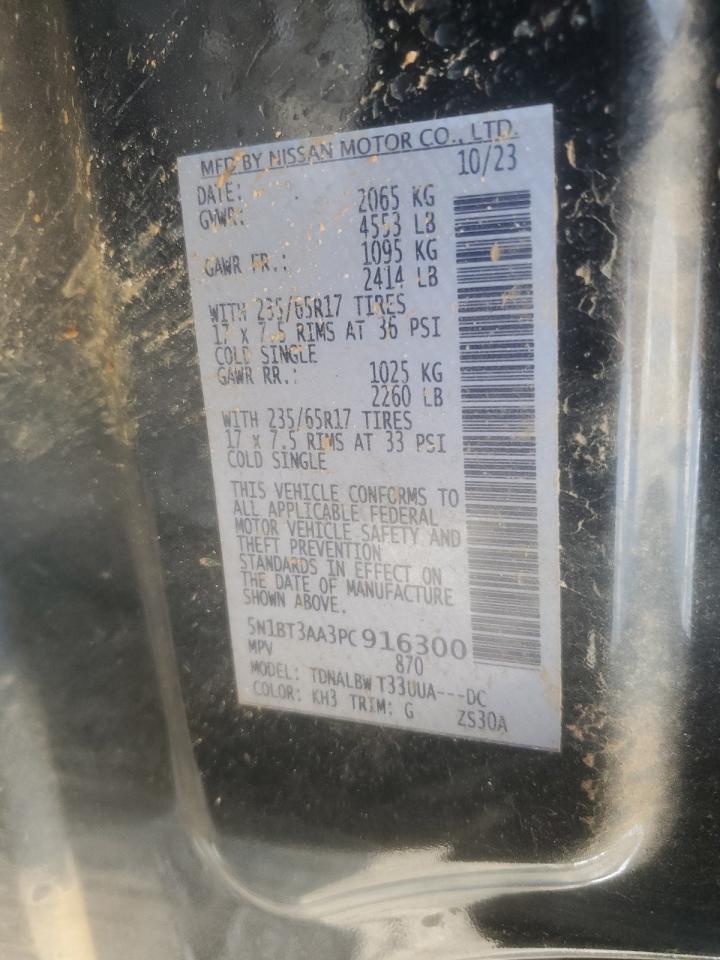 MFD BY NISSAN MOTOR CO., LTD.
DATE: 10/23
GVWR: 2065 KG
4553 LB
GAWR FR.: 1095 KG
2414 LB
WITH 235/65R17 TIRES
17 X 7.5 RIMS AT 36 PSI
COLD SINGLE
GAWR RR.: 1025 KG
2260 LB
WITH 235/65R17 TIRES
17 X 7.5 RIMS AT 33 PSI
COLD SINGLE
THIS VEHICLE CONFORMS TO
ALL APPLICABLE FEDERAL
MOTOR VEHICLE SAFETY AND
THEFT PREVENTION
STANDARDS IN EFFECT ON
THE DATE OF MANUFACTURE
SHOWN ABOVE.
5N1BT3AA3PC916300
MPV 870
MODEL: TDNALBW T33UUA---DC
COLOR: KH3 TRIM: G ZS30A